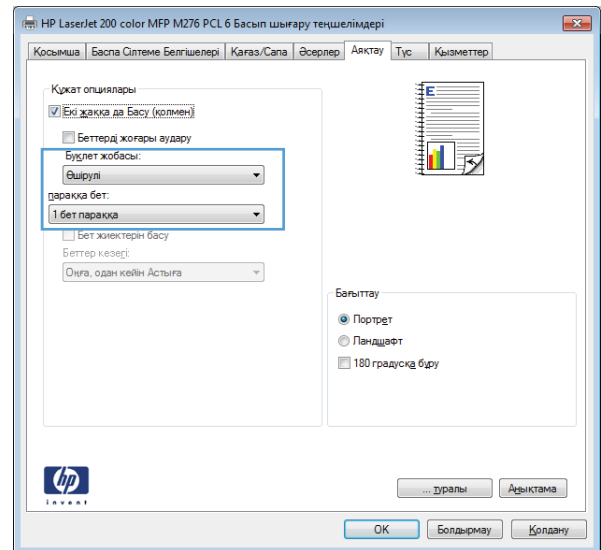 HP LaserJet 200 color MFP M276 PCL 6 Басып шығару теңшелімдері
Қосымша Баспа Сілтеме Белгішелері Қағаз/Сапа Әсерлер Аяқтау Түс Қызметтер
Құжат опциялары
Екі жаққа да Басу (қолмен)
Беттерді жоғары аудару
Буклет жобасы:
Өшірулі
параққа бет:
1 бет параққа
Бет жиектерін басу
Беттер кезегі:
Оңға, одан кейін Астыға
E
Бағыттау
Портрет
Ландшафт
180 градусқа бұру
hp
invent
... туралы Анықтама
OK Болдырмау Қолдану